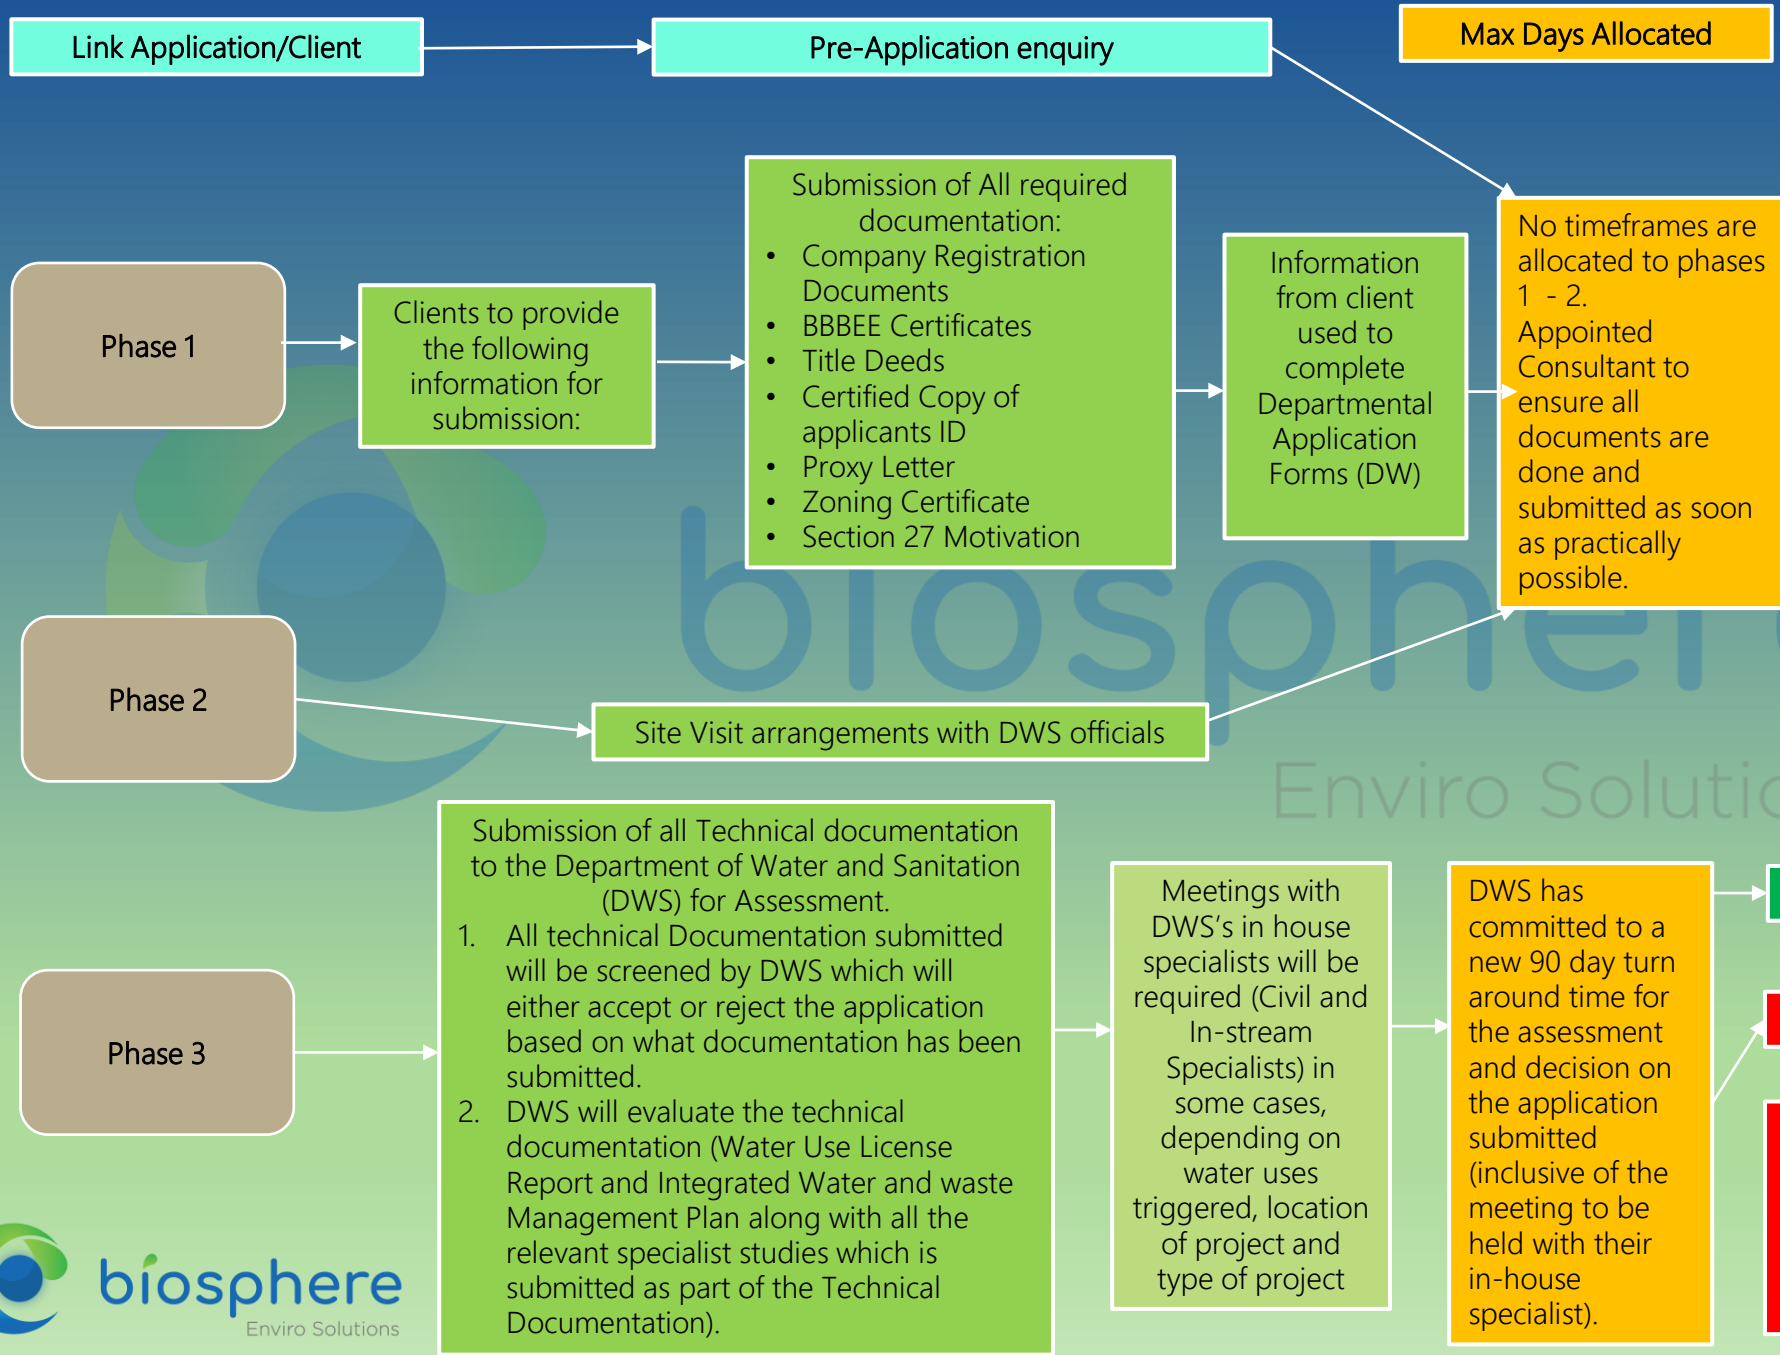 Link Application/Client
Pre-Application enquiry
Max Days Allocated
Phase 1
Clients to provide
the following
information for
submission:
Submission of All required
documentation:
• Company Registration
Documents
• BBBEE Certificates
• Title Deeds
• Certified Copy of
applicants ID
• Proxy Letter
• Zoning Certificate
• Section 27 Motivation
Information
from client
used to
complete
Departmental
Application
Forms (DW)
No timeframes are
allocated to phases
1 - 2.
Appointed
Consultant to
ensure all
documents are
done and
submitted as soon
as practically
possible.
biosphere
Enviro Solutio
Phase 2
Site Visit arrangements with DWS officials
Phase 3
Submission of all Technical documentation
to the Department of Water and Sanitation
(DWS) for Assessment.
1. All technical Documentation submitted
will be screened by DWS which will
either accept or reject the application
based on what documentation has been
submitted.
2. DWS will evaluate the technical
documentation (Water Use License
Report and Integrated Water and waste
Management Plan along with all the
relevant specialist studies which is
submitted as part of the Technical
Documentation).
Meetings with
DWS's in house
specialists will be
required (Civil and
In-stream
Specialists) in
some cases,
depending on
water uses
triggered, location
of project and
type of project
DWS has
committed to a
new 90 day turn
around time for
the assessment
and decision on
the application
submitted
(inclusive of the
meeting to be
held with their
in-house
specialist).
biosphere
Enviro Solutions